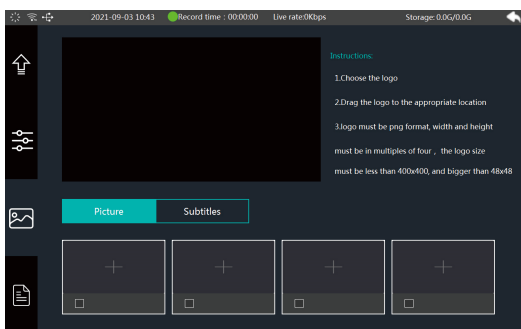 2021-09-03 10:43 Record time : 00:00:00 Live rate:0Kbps Storage: 0.0G/0.0G
Instructions:
1.Choose the logo
2.Drag the logo to the appropriate location
3.logo must be png format, width and height
must be in multiples of four , the logo size
must be less than 400x400, and bigger than 48x48
Picture Subtitles